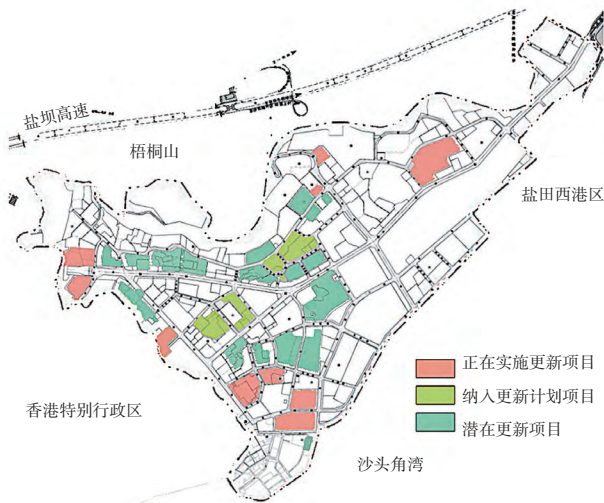 盐坝高速
梧桐山
盐田西港区
正在实施更新项目
纳入更新计划项目
香港特别行政区
潜在更新项目
沙头角湾